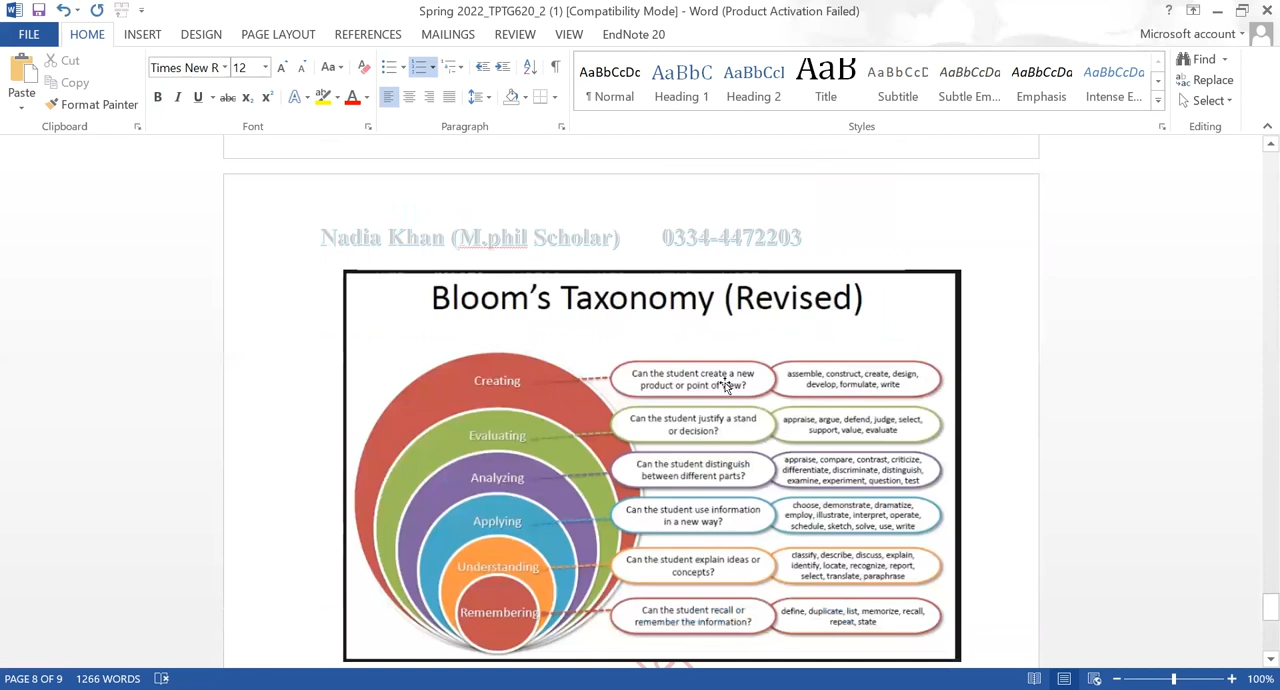 Spring 2022_TPTG620_2 (1) [Compatibility Mode] - Word (Product Activation Failed)
FILE HOME INSERT DESIGN PAGE LAYOUT REFERENCES MAILINGS REVIEW VIEW EndNote 20 Microsoft account
Paste
Cut
Copy
Format Painter
Clipboard
Times New R 12
Font
Paragraph
AaBbCcDc AaBbC AaBbCcI AaB AaBbCcD AaBbCcDa AaBbCcDa AaBbCcDa
¶ Normal Heading 1 Heading 2 Title Subtitle Subtle Em... Emphasis Intense E...
Styles
Find
Replace
Select
Editing
Nadia Khan (M.phil Scholar) 0334-4472203
Bloom's Taxonomy (Revised)
Creating
Can the student create a new
product or point of view?
assemble, construct, create, design,
develop, formulate, write
Evaluating
Can the student justify a stand
or decision?
appraise, argue, defend, judge, select,
support, value, evaluate
Analyzing
Can the student distinguish
between different parts?
appraise, compare, contrast, criticize,
differentiate, discriminate, distinguish,
examine, experiment, question, test
Applying
Can the student use information
in a new way?
choose, demonstrate, dramatize,
employ, illustrate, interpret, operate,
schedule, sketch, solve, use, write
Understanding
Can the student explain ideas or
concepts?
classify, describe, discuss, explain,
identify, locate, recognize, report,
select, translate, paraphrase
Remembering
Can the student recall or
remember the information?
define, duplicate, list, memorize, recall,
repeat, state
PAGE 8 OF 9 1266 WORDS 100%